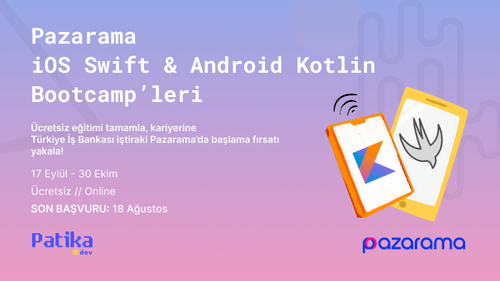 Pazarama
iOS Swift & Android Kotlin
Bootcamp’leri
Ücretsiz eğitimi tamamla, kariyerine
Türkiye İş Bankası iştiraki Pazarama'da başlama fırsatı
yakala!
17 Eylül - 30 Ekim
Ücretsiz // Online
SON BAŞVURU: 18 Ağustos
Patika
dev
pazarama